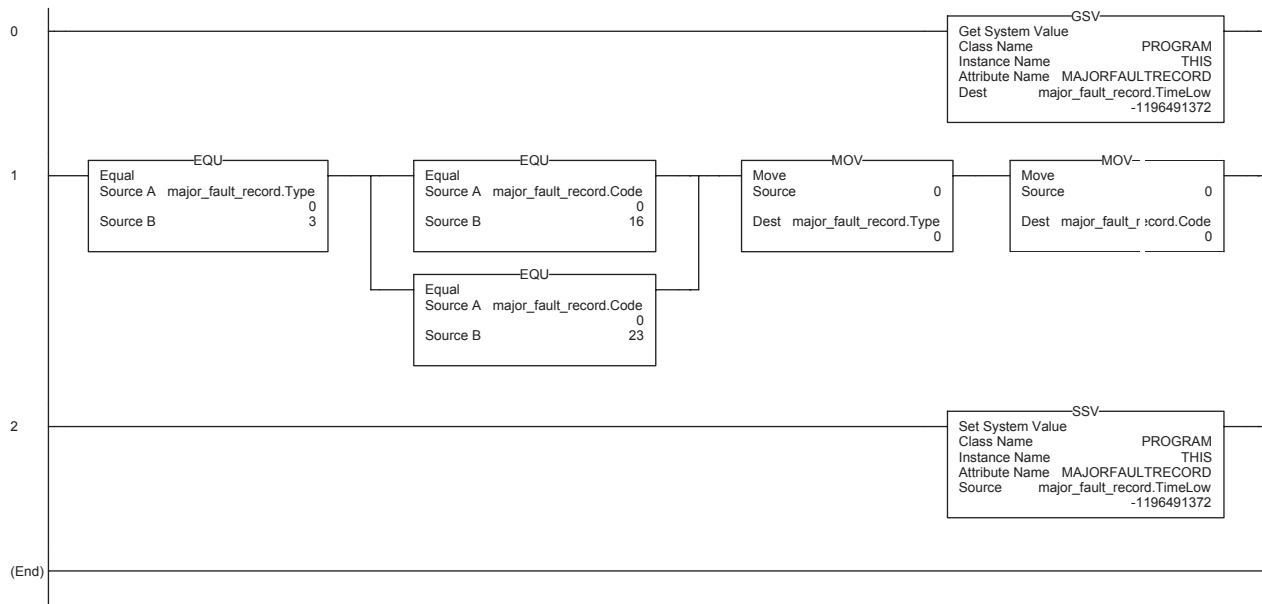 0
GSV
Get System Value
Class Name PROGRAM
Instance Name THIS
Attribute Name MAJORFAULTRECORD
Dest major_fault_record.TimeLow
-1196491372
1
EQU
Equal
Source A major_fault_record.Type
0
Source B 3
EQU
Equal
Source A major_fault_record.Code
0
Source B 16
EQU
Equal
Source A major_fault_record.Code
0
Source B 23
MOV
Move
Source 0
Dest major_fault_record.Type
0
MOV
Move
Source 0
Dest major_fault_record.Code
0
2
SSV
Set System Value
Class Name PROGRAM
Instance Name THIS
Attribute Name MAJORFAULTRECORD
Source major_fault_record.TimeLow
-1196491372
(End)